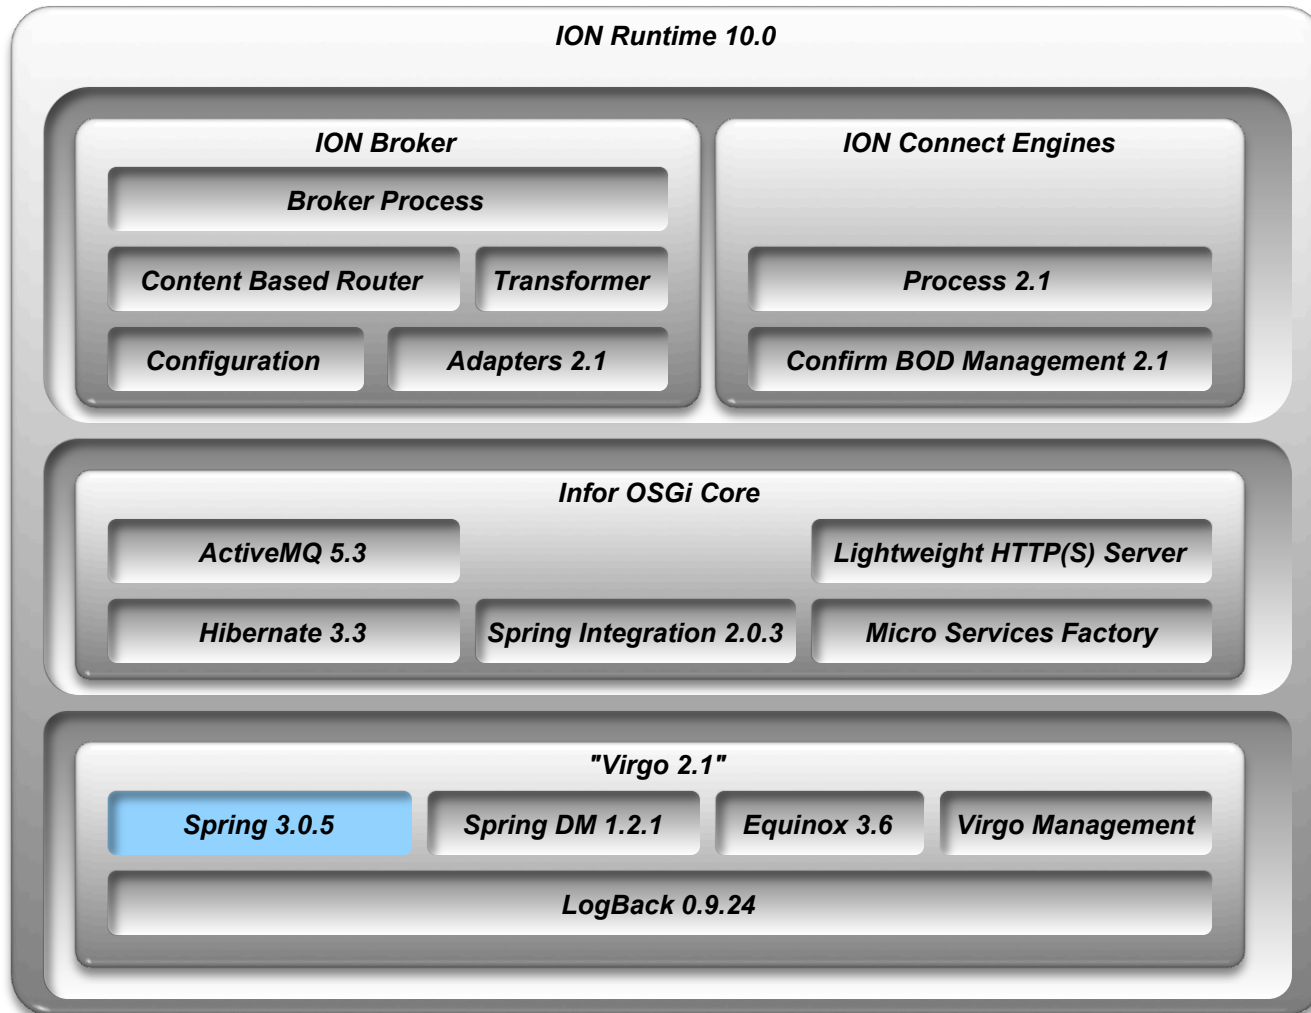 ION Runtime 10.0
ION Broker
Broker Process
Content Based Router
Transformer
Configuration
Adapters 2.1
ION Connect Engines
Process 2.1
Confirm BOD Management 2.1
Infor OSGi Core
ActiveMQ 5.3
Lightweight HTTP(S) Server
Hibernate 3.3
Spring Integration 2.0.3
Micro Services Factory
"Virgo 2.1"
Spring 3.0.5
Spring DM 1.2.1
Equinox 3.6
Virgo Management
LogBack 0.9.24